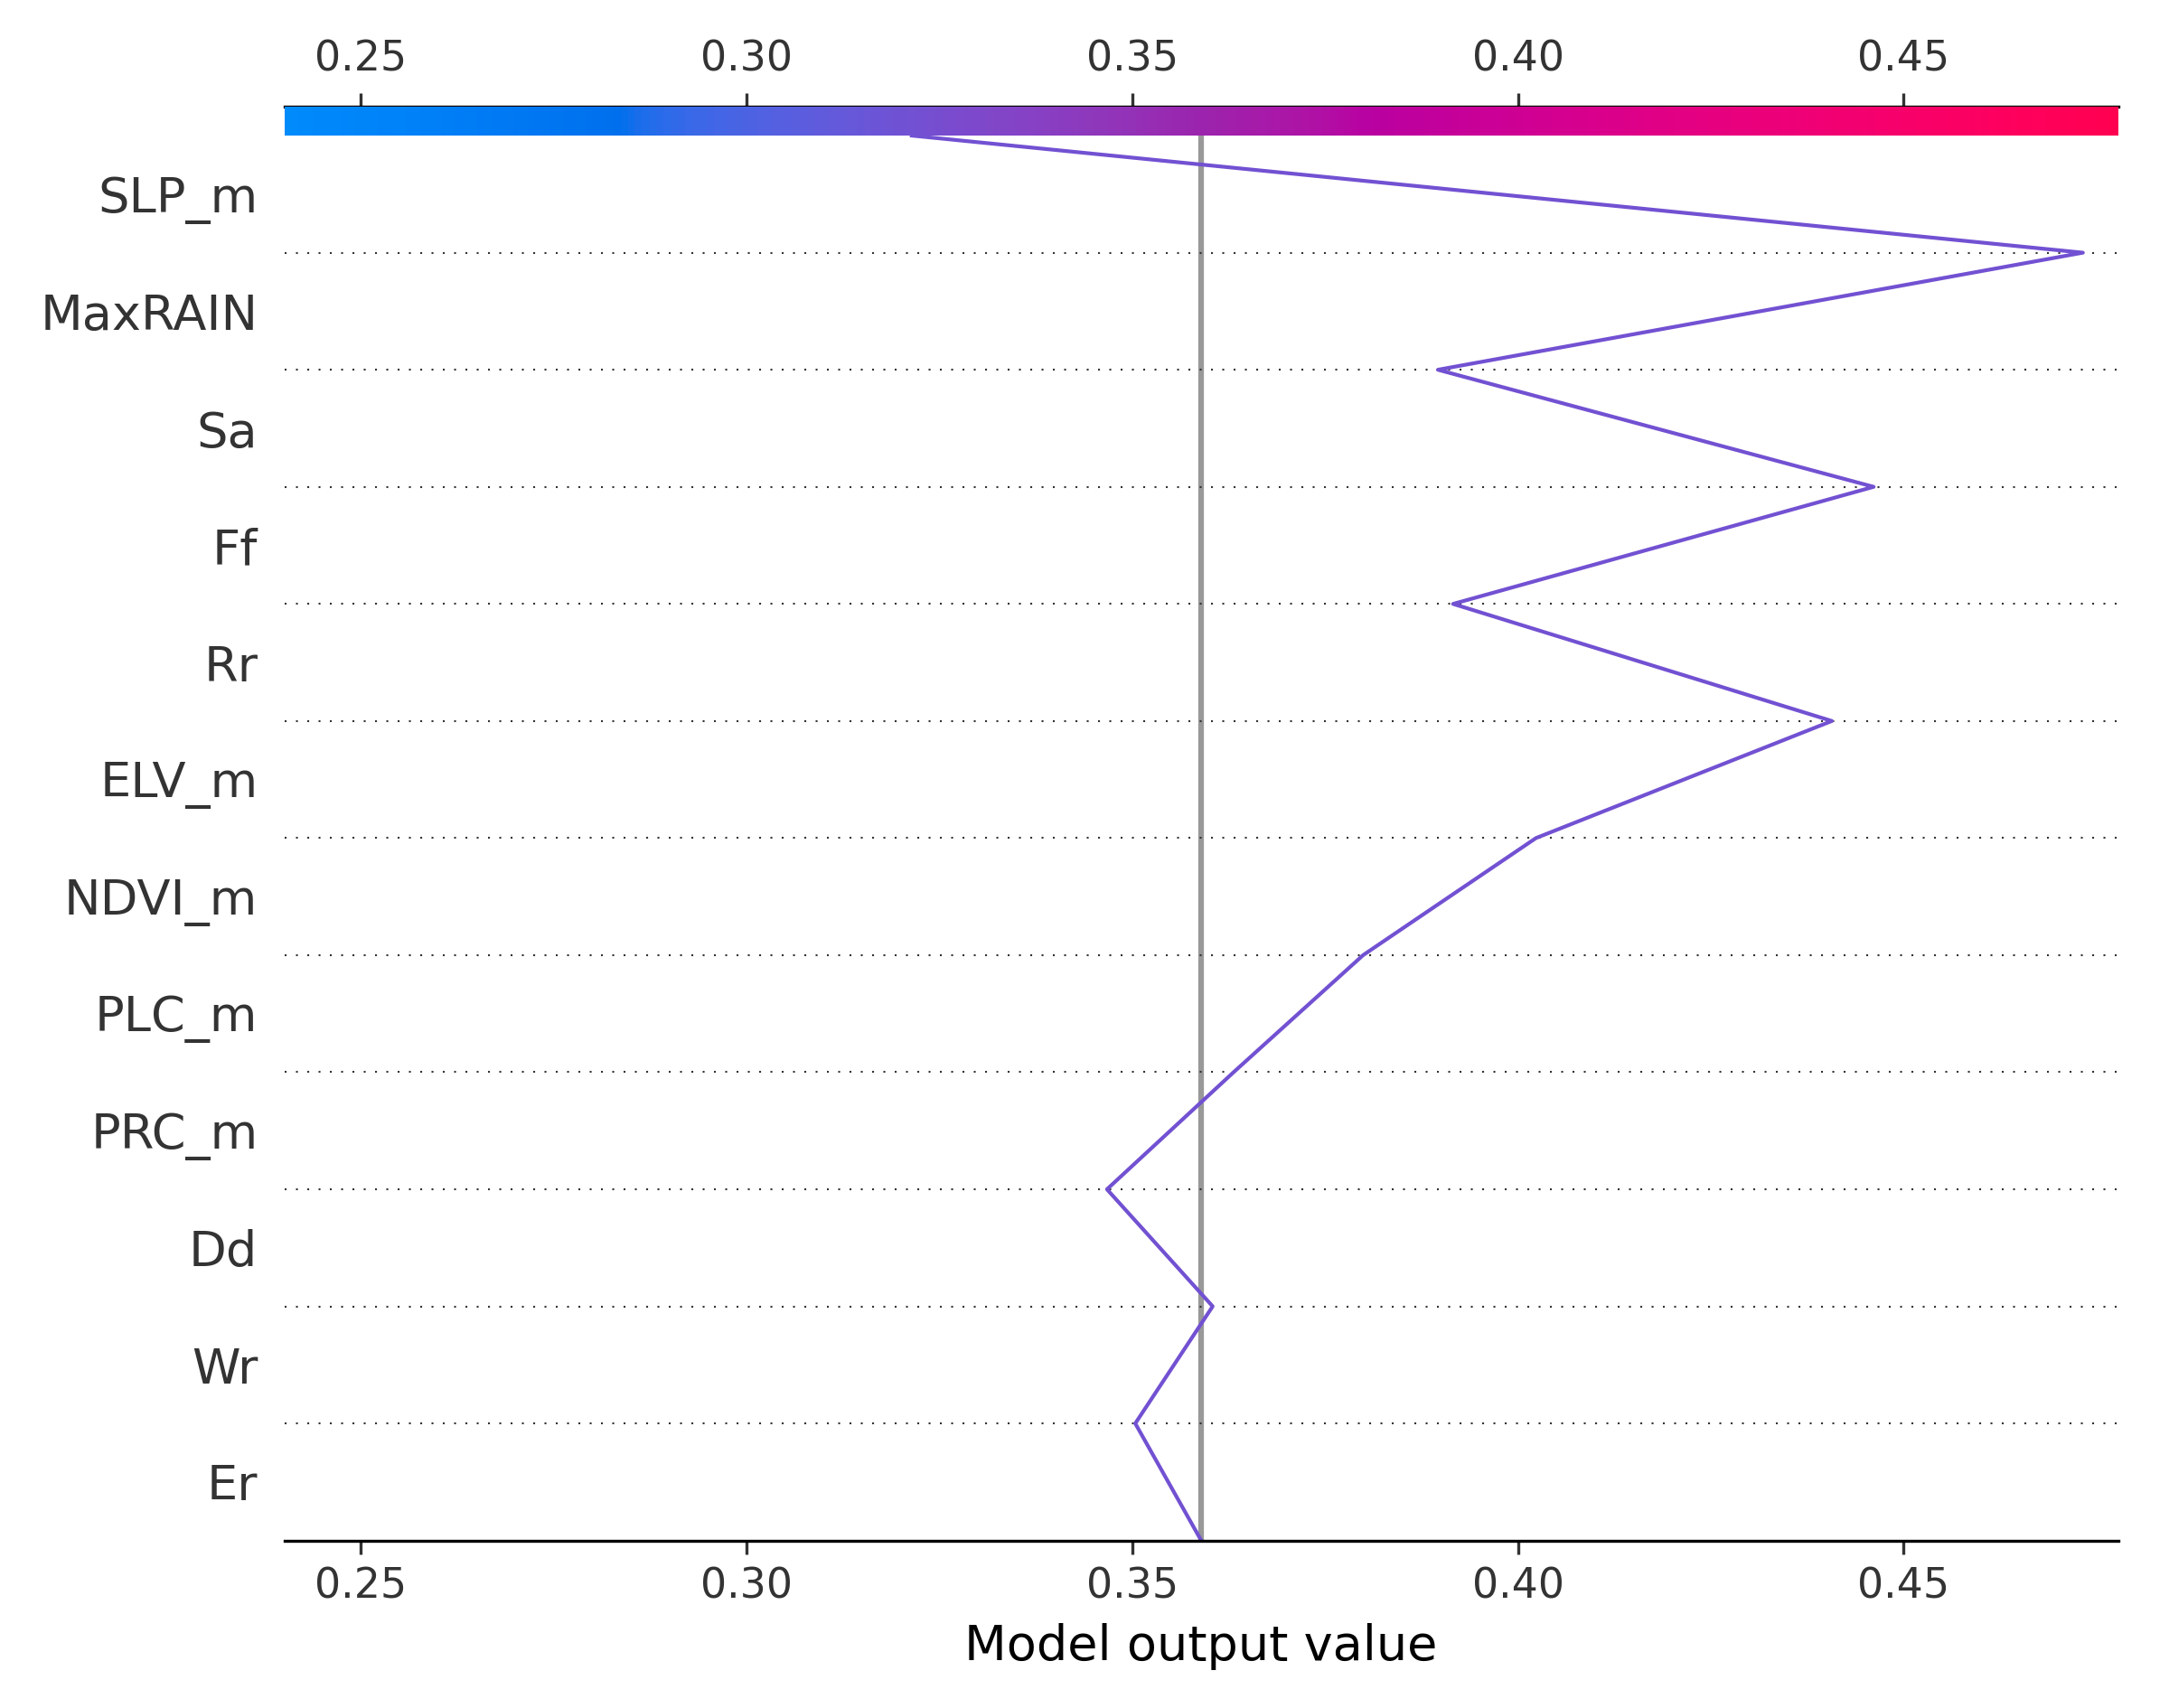 0.25 0.30 0.35 0.40 0.45
SLP_m
MaxRAIN
Sa
Ff
Rr
ELV_m
NDVI_m
PLC_m
PRC_m
Dd
Wr
Er
0.25 0.30 0.35 0.40 0.45
Model output value